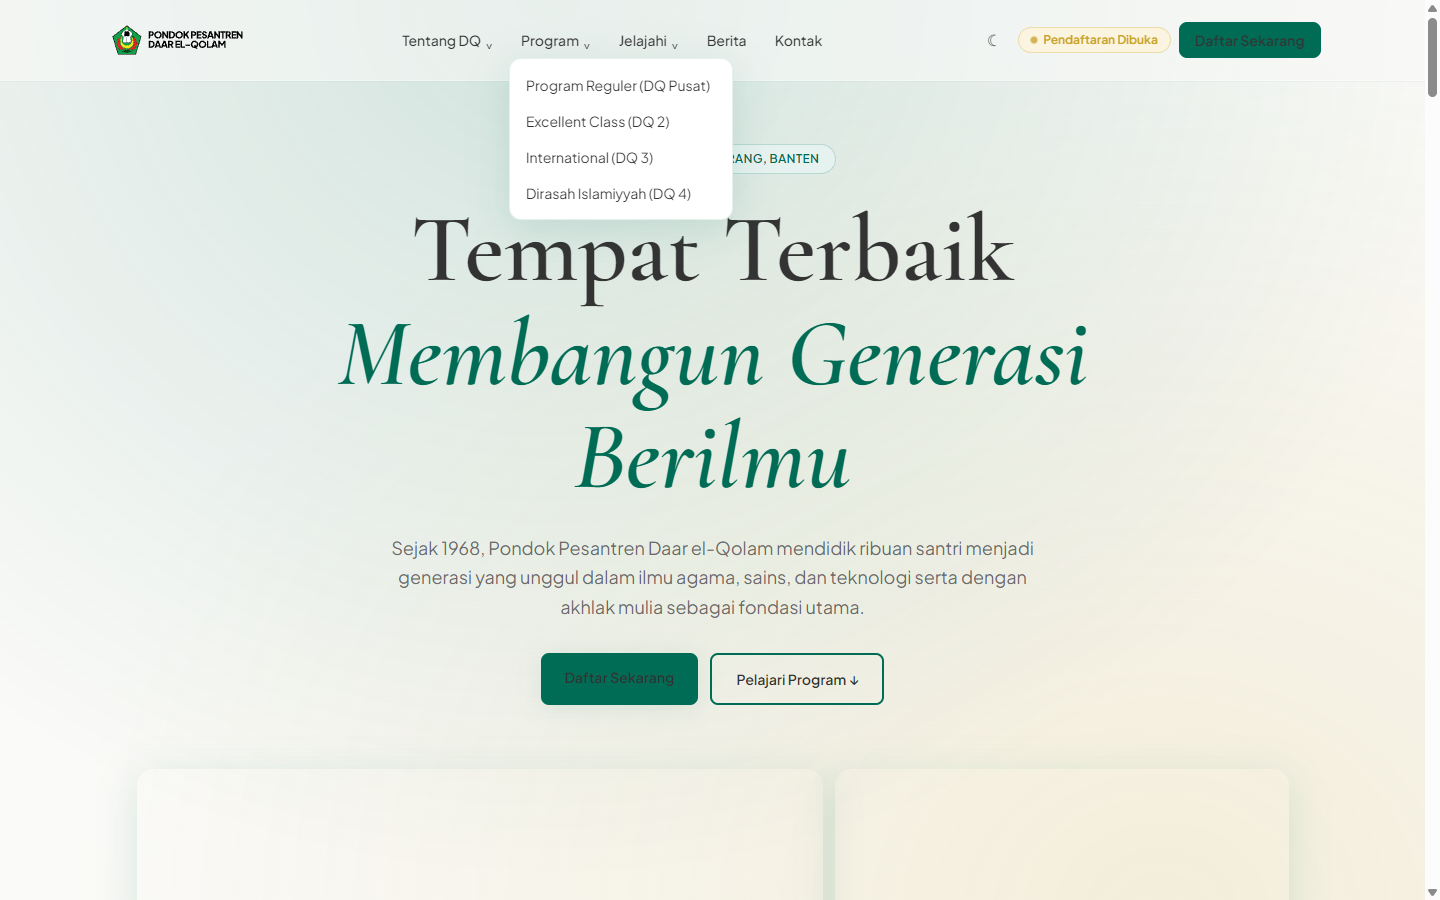 PONDOK PESANTREN
DAAR EL-QOLAM
Tentang DQ
Program
Jelajahi
Berita
Kontak
Pendaftaran Dibuka
Daftar Sekarang
Program Reguler (DQ Pusat)
Excellent Class (DQ 2)
International (DQ 3)
Dirasah Islamiyyah (DQ 4)
BANTEN
Tempat Terbaik
Membangun Generasi
Berilmu
Sejak 1968, Pondok Pesantren Daar el-Qolam mendidik ribuan santri menjadi
generasi yang unggul dalam ilmu agama, sains, dan teknologi serta dengan
akhlak mulia sebagai fondasi utama.
Daftar Sekarang
Pelajari Program ↓